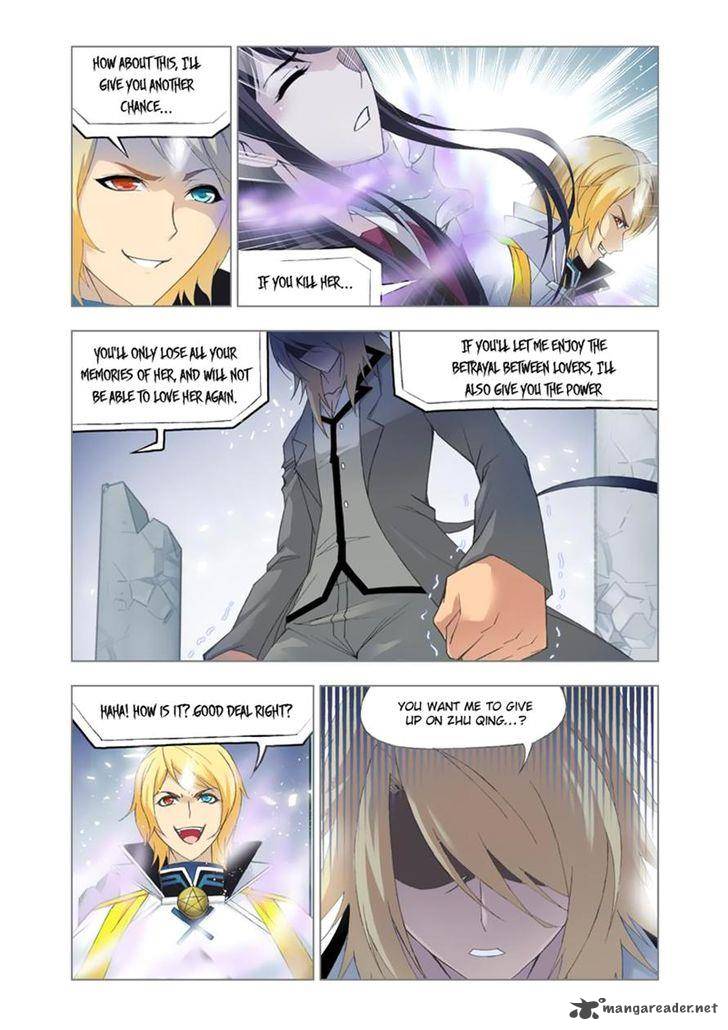 HOW ABOUT THIS, I'LL
GIVE YOU ANOTHER
CHANCE...
IF YOU KILL HER...
YOU'LL ONLY LOSE ALL YOUR
MEMORIES OF HER, AND WILL NOT
BE ABLE TO LOVE HER AGAIN.
IF YOU'LL LET ME ENJOY THE
BETRAYAL BETWEEN LOVERS, I'LL
ALSO GIVE YOU THE POWER
HAHA! HOW IS IT? GOOD DEAL RIGHT?
YOU WANT ME TO GIVE
UP ON ZHU QING...?
mangareader.net